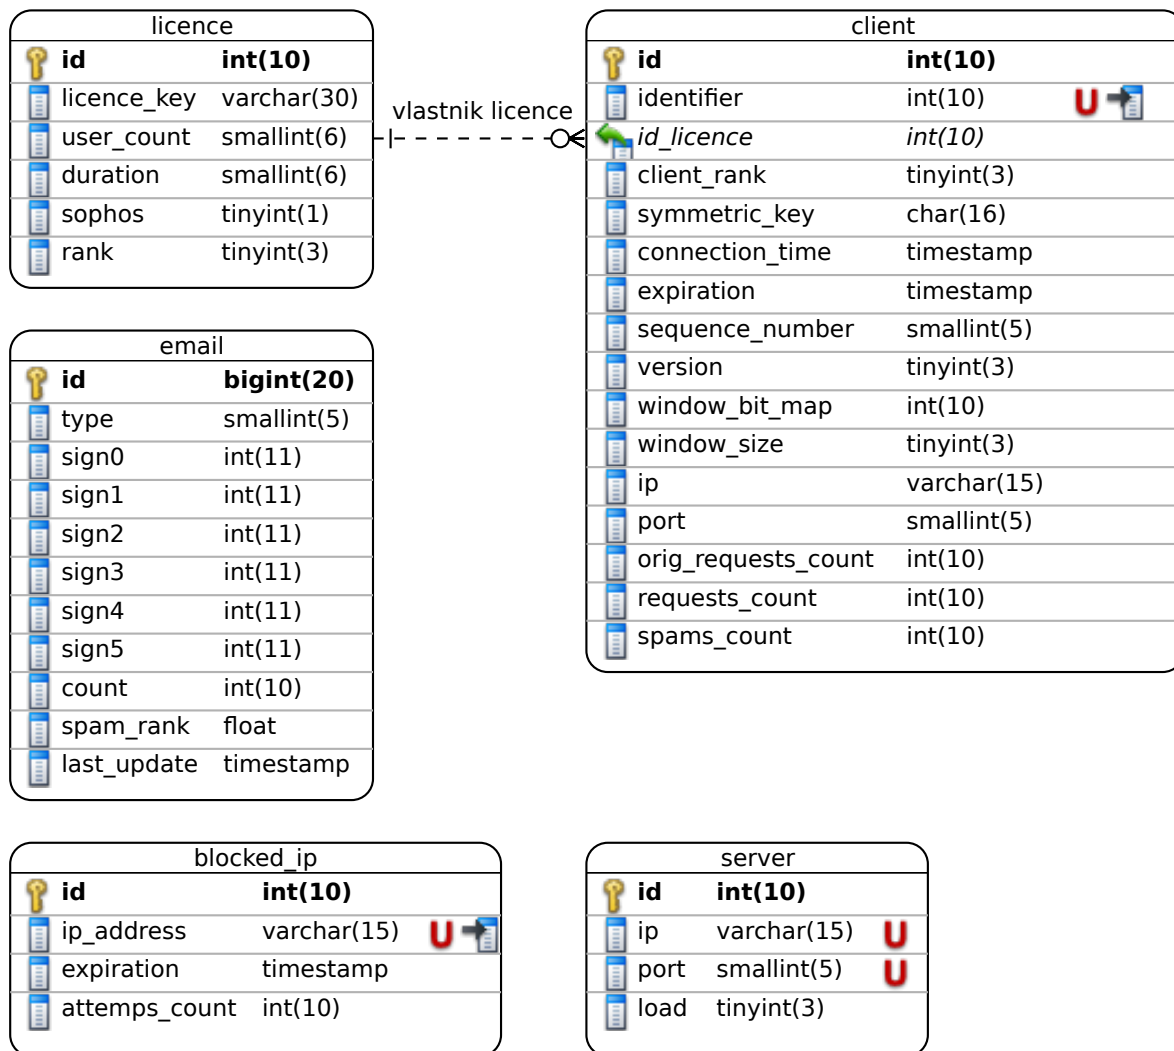 licence
id int(10)
licence_key varchar(30)
user_count smallint(6)
duration smallint(6)
sophos tinyint(1)
rank tinyint(3)
vlastnik licence
client
id int(10)
identifier int(10) U
id_licence int(10)
client_rank tinyint(3)
symmetric_key char(16)
connection_time timestamp
expiration timestamp
sequence_number smallint(5)
version tinyint(3)
window_bit_map int(10)
window_size tinyint(3)
ip varchar(15)
port smallint(5)
orig_requests_count int(10)
requests_count int(10)
spams_count int(10)
email
id bigint(20)
type smallint(5)
sign0 int(11)
sign1 int(11)
sign2 int(11)
sign3 int(11)
sign4 int(11)
sign5 int(11)
count int(10)
spam_rank float
last_update timestamp
blocked_ip
id int(10)
ip_address varchar(15) U
expiration timestamp
attemps_count int(10)
server
id int(10)
ip varchar(15) U
port smallint(5) U
load tinyint(3)